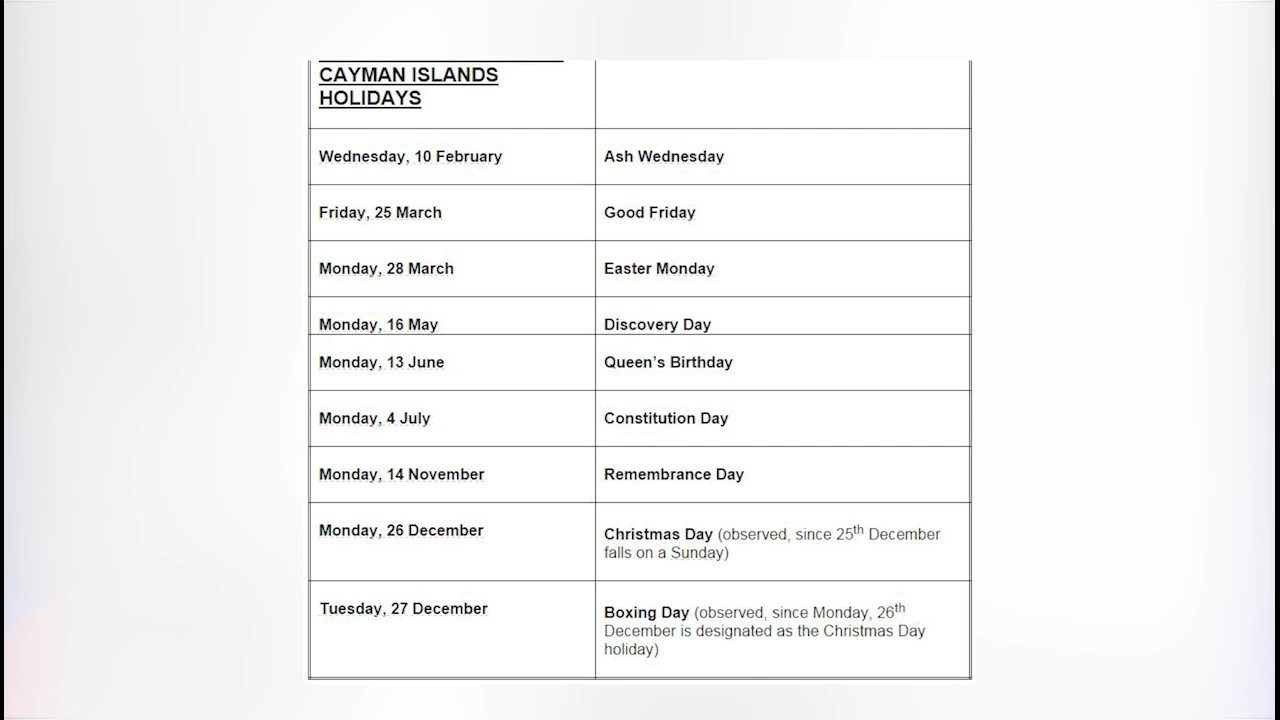 CAYMAN ISLANDS
HOLIDAYS
Wednesday, 10 February Ash Wednesday
Friday, 25 March Good Friday
Monday, 28 March Easter Monday
Monday, 16 May Discovery Day
Monday, 13 June Queen’s Birthday
Monday, 4 July Constitution Day
Monday, 14 November Remembrance Day
Monday, 26 December Christmas Day (observed, since 25th December
falls on a Sunday)
Tuesday, 27 December Boxing Day (observed, since Monday, 26th
December is designated as the Christmas Day
holiday)